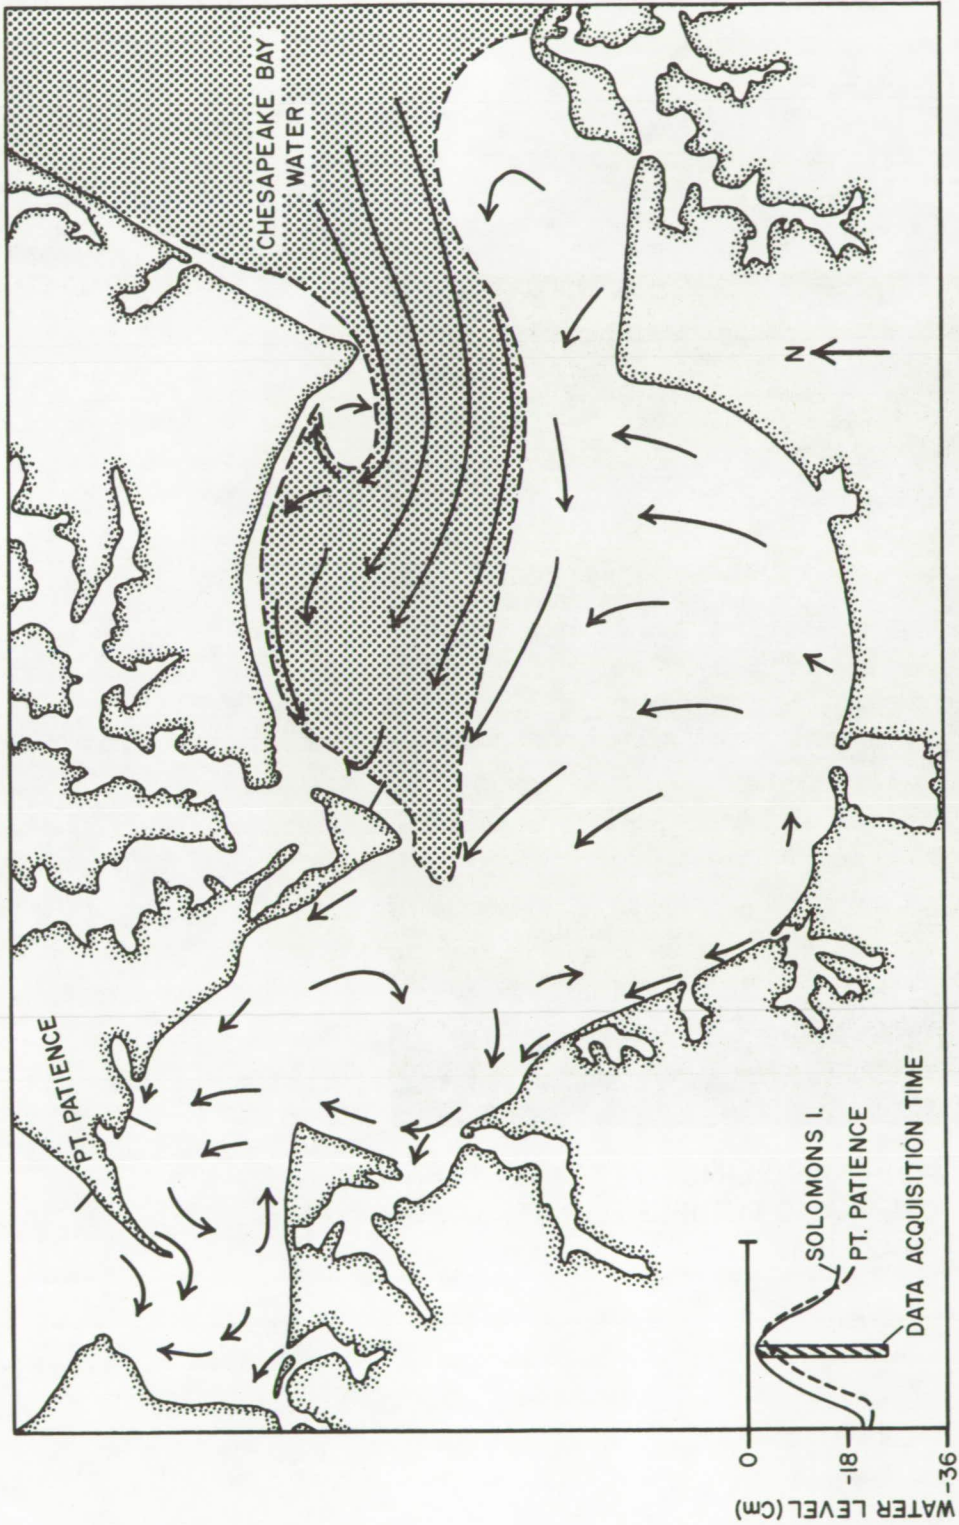 CHESAPEAKE BAY
WATER
PT. PATIENCE
N
SOLOMONS I.
PT. PATIENCE
DATA ACQUISITION TIME
0
-18
-36
WATER LEVEL (Cm)